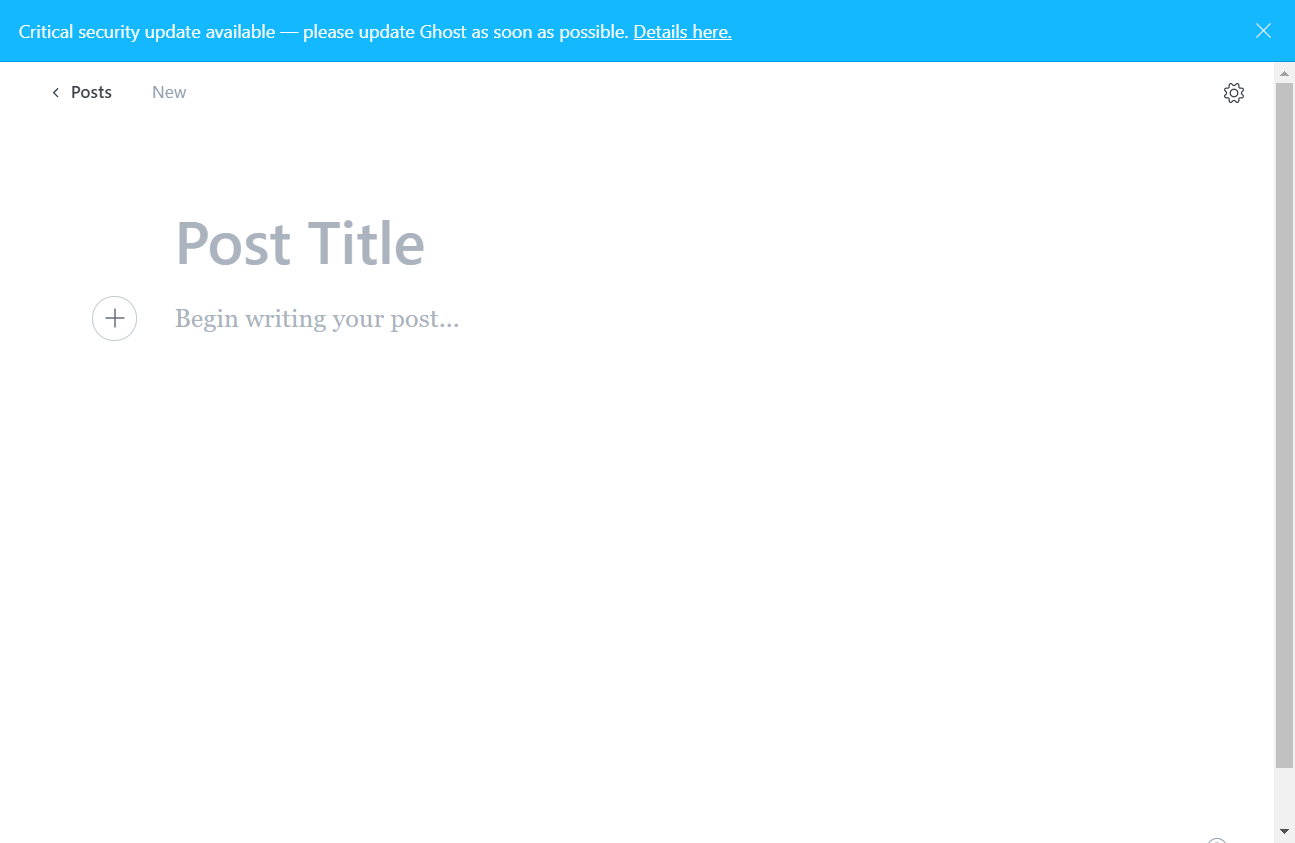 Critical security update available — please update Ghost as soon as possible. Details here.
Posts New
Post Title
Begin writing your post...